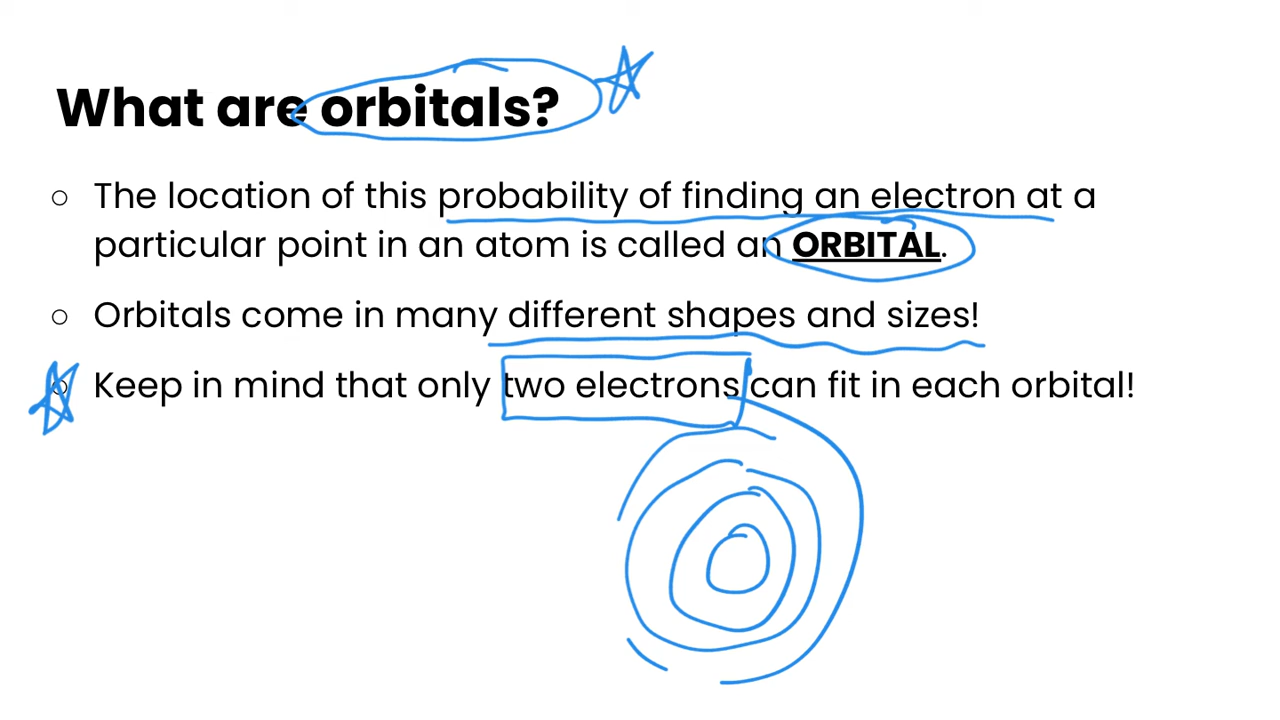 What are orbitals?
○ The location of this probability of finding an electron at a
particular point in an atom is called an ORBITAL.
○ Orbitals come in many different shapes and sizes!
○ Keep in mind that only two electrons can fit in each orbital!